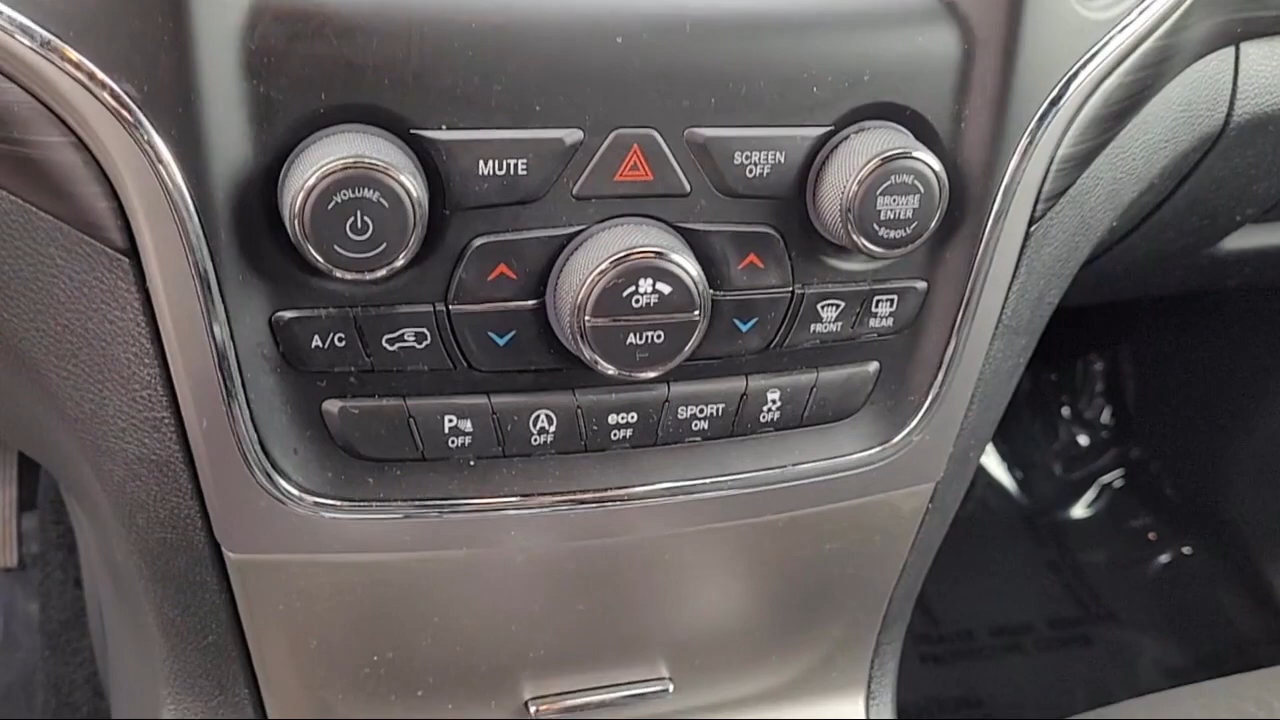 MUTE
SCREEN
OFF
VOLUME
TUNE
BROWSE
ENTER
SCROLL
OFF
AUTO
A/C
FRONT
REAR
P OFF
A OFF
eco
OFF
SPORT
ON
OFF